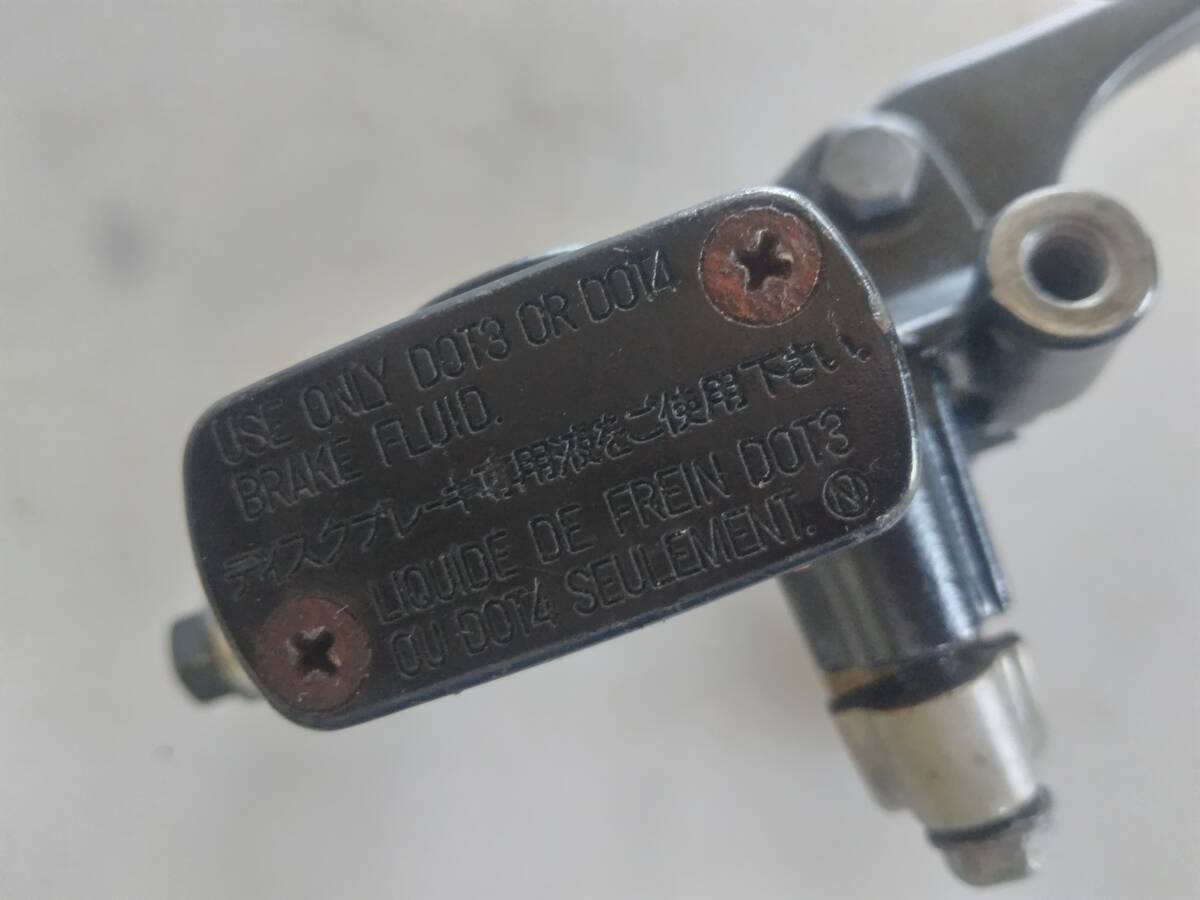 USE ONLY DOT3 OR DOT4
BRAKE FLUID.
ディスクブレーキ専用液をご使用下さい。
LIQUIDE DE FREIN DOT3
OU DOT4 SEULEMENT. Ⓝ